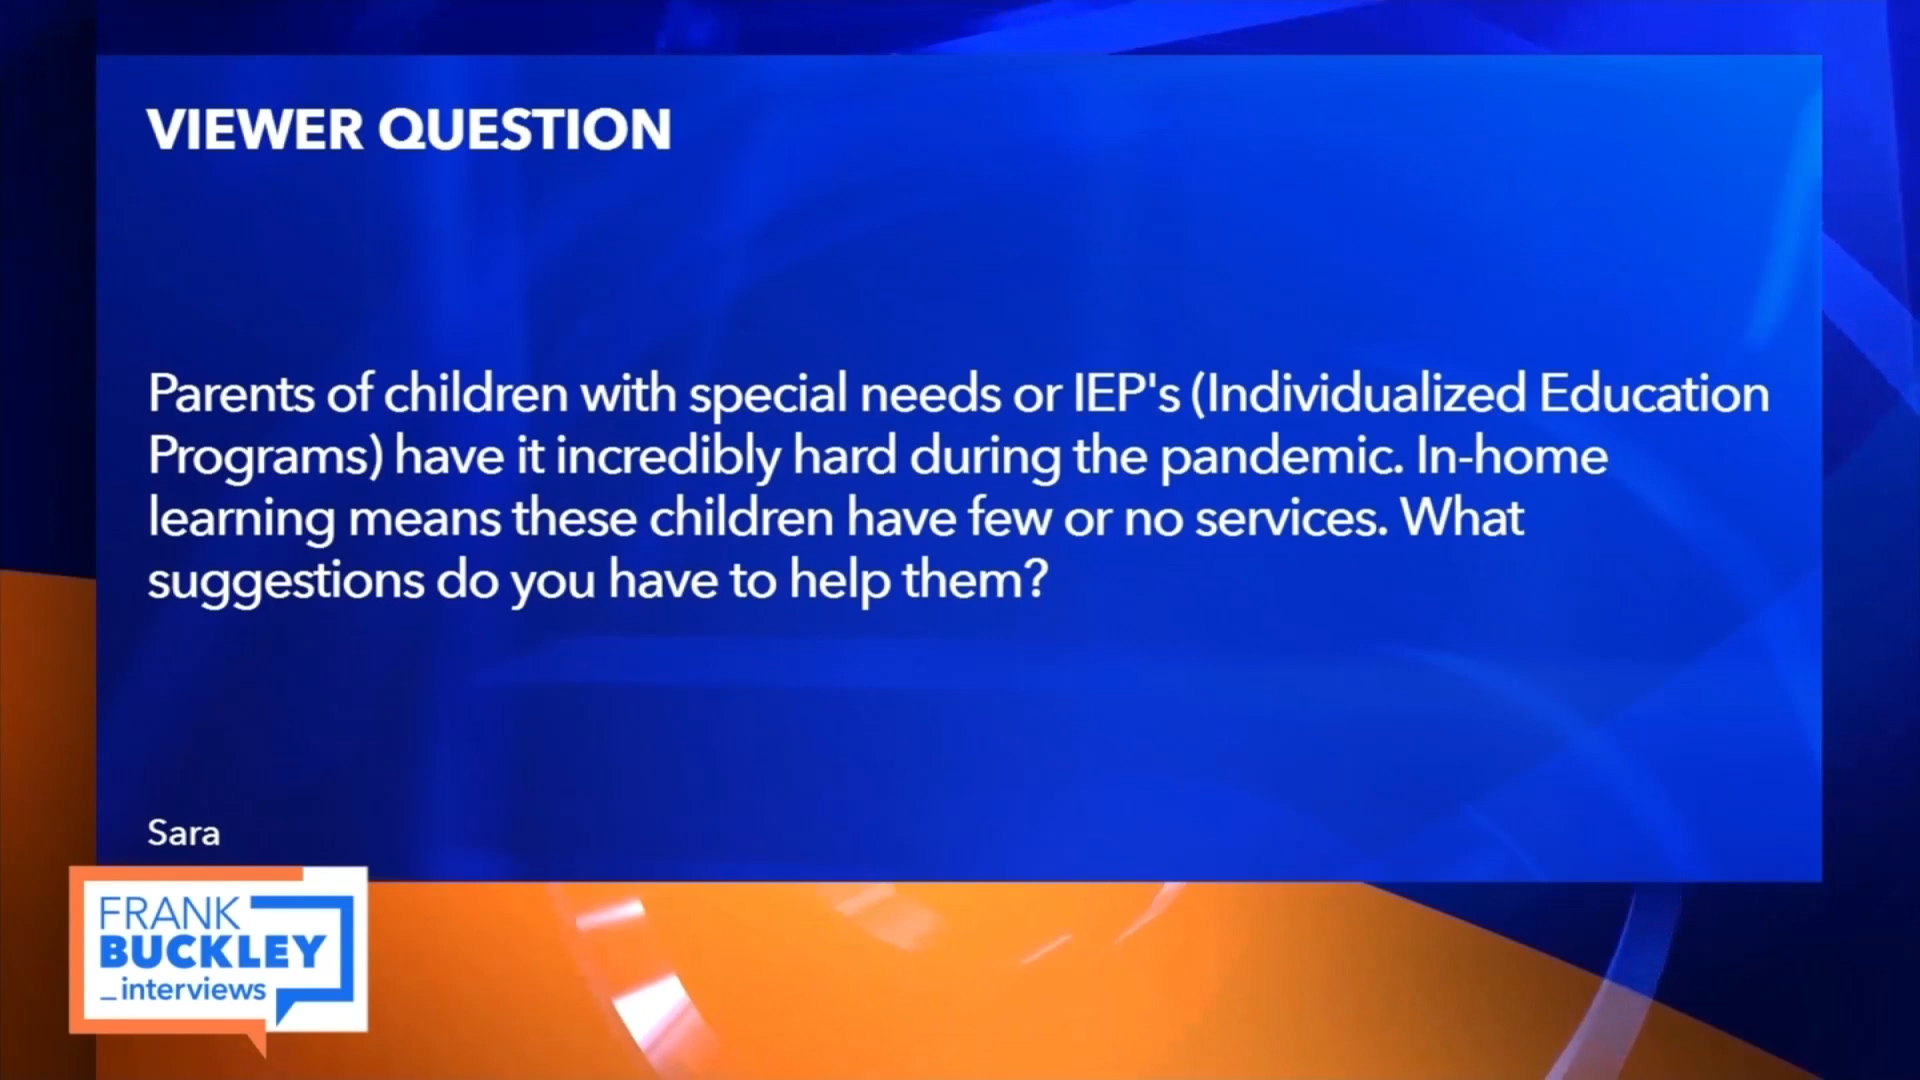 VIEWER QUESTION
Parents of children with special needs or IEP's (Individualized Education
Programs) have it incredibly hard during the pandemic. In-home
learning means these children have few or no services. What
suggestions do you have to help them?
Sara
FRANK
BUCKLEY
_interviews